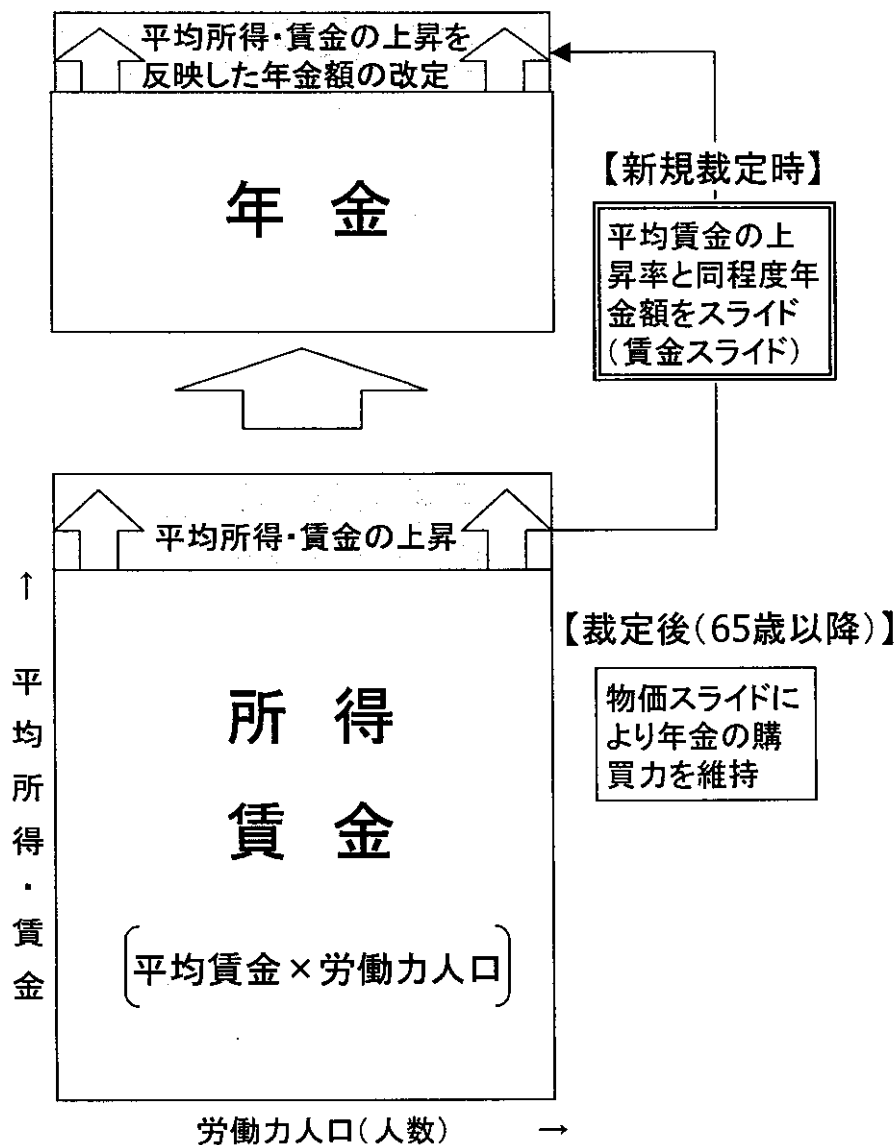 平均所得・賃金の上昇を
反映した年金額の改定
年 金
【新規裁定時】
平均賃金の上
昇率と同程度年
金額をスライド
(賃金スライド)
平均所得・賃金の上昇
↑
平均所得・賃金
所 得
賃 金
平均賃金×労働力人口
【裁定後(65歳以降)】
物価スライドに
より年金の購
買力を維持
労働力人口(人数) →